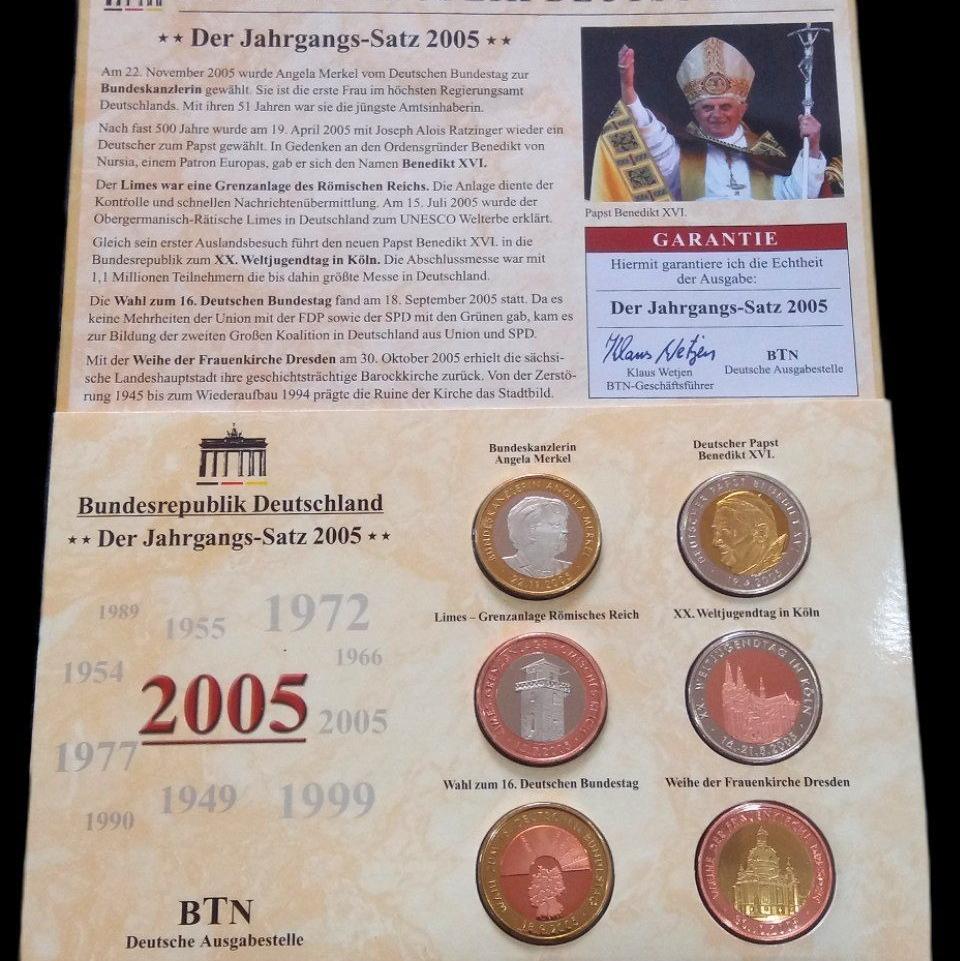 ★ ★ Der Jahrgangs-Satz 2005 ★ ★
Am 22. November 2005 wurde Angela Merkel vom Deutschen Bundestag zur
Bundeskanzlerin gewählt. Sie ist die erste Frau im höchsten Regierungsamt
Deutschlands. Mit ihren 51 Jahren war sie die jüngste Amtsinhaberin.
Nach fast 500 Jahre wurde am 19. April 2005 mit Joseph Alois Ratzinger wieder ein
Deutscher zum Papst gewählt. In Gedenken an den Ordensgründer Benedikt von
Nursia, einem Patron Europas, gab er sich den Namen Benedikt XVI.
Der Limes war eine Grenzanlage des Römischen Reichs. Die Anlage diente der
Kontrolle und schnellen Nachrichtenübermittlung. Am 15. Juli 2005 wurde der
Obergermanisch-Rätische Limes in Deutschland zum UNESCO Welterbe erklärt.
Gleich sein erster Auslandsbesuch führt den neuen Papst Benedikt XVI. in die
Bundesrepublik zum XX. Weltjugendtag in Köln. Die Abschlussmesse war mit
1,1 Millionen Teilnehmern die bis dahin größte Messe in Deutschland.
Die Wahl zum 16. Deutschen Bundestag fand am 18. September 2005 statt. Da es
keine Mehrheiten der Union mit der FDP sowie der SPD mit den Grünen gab, kam es
zur Bildung der zweiten Großen Koalition in Deutschland aus Union und SPD.
Mit der Weihe der Frauenkirche Dresden am 30. Oktober 2005 erhielt die sächsi-
sche Landeshauptstadt ihre geschichtsträchtige Barockkirche zurück. Von der Zerstö-
rung 1945 bis zum Wiederaufbau 1994 prägte die Ruine der Kirche das Stadtbild.
Papst Benedikt XVI.
GARANTIE
Hiermit garantiere ich die Echtheit
der Ausgabe:
Der Jahrgangs-Satz 2005
Klaus Wetjen
Klaus Wetjen
BTN-Geschäftsführer
BTN
Deutsche Ausgabestelle
Bundesrepublik Deutschland
★ ★ Der Jahrgangs-Satz 2005 ★ ★
1989
1955
1972
1954
1966
2005
2005
1977
1949
1999
1990
BTN
Deutsche Ausgabestelle
Bundeskanzlerin
Angela Merkel
BUNDESKANZLERIN ANGELA MERKEL
22.11.2005
Deutscher Papst
Benedikt XVI.
DEUTSCHER PAPST BENEDIKT XVI.
Limes – Grenzanlage Römisches Reich
XX. Weltjugendtag in Köln
XX. WELTJUGENDTAG IN KÖLN
Wahl zum 16. Deutschen Bundestag
Weihe der Frauenkirche Dresden